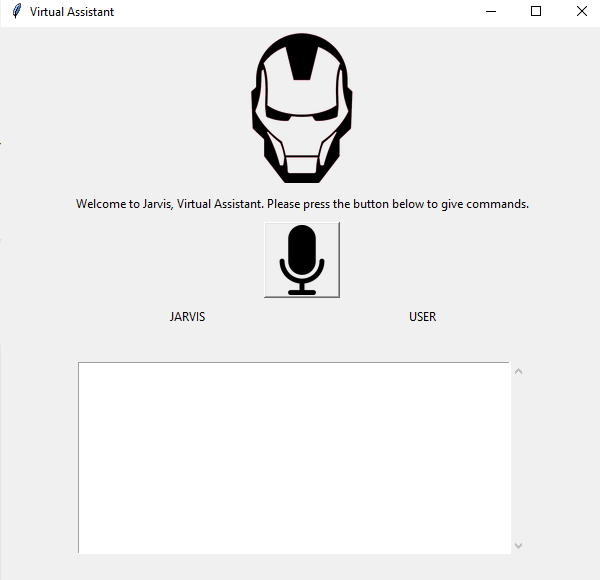 Virtual Assistant
Welcome to Jarvis, Virtual Assistant. Please press the button below to give commands.
JARVIS USER